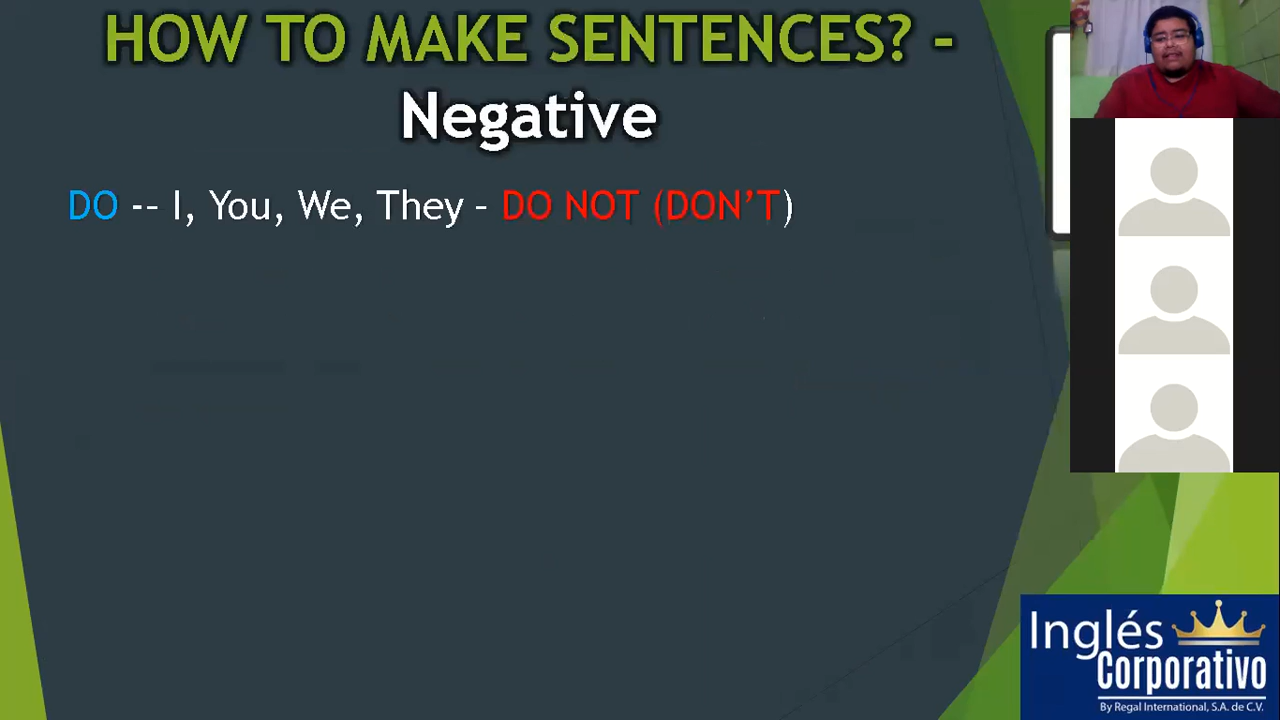 HOW TO MAKE SENTENCES? -
Negative
DO -- I, You, We, They – DO NOT (DON’T)
Inglés
Corporativo
By Regal International, S.A. de C.V.